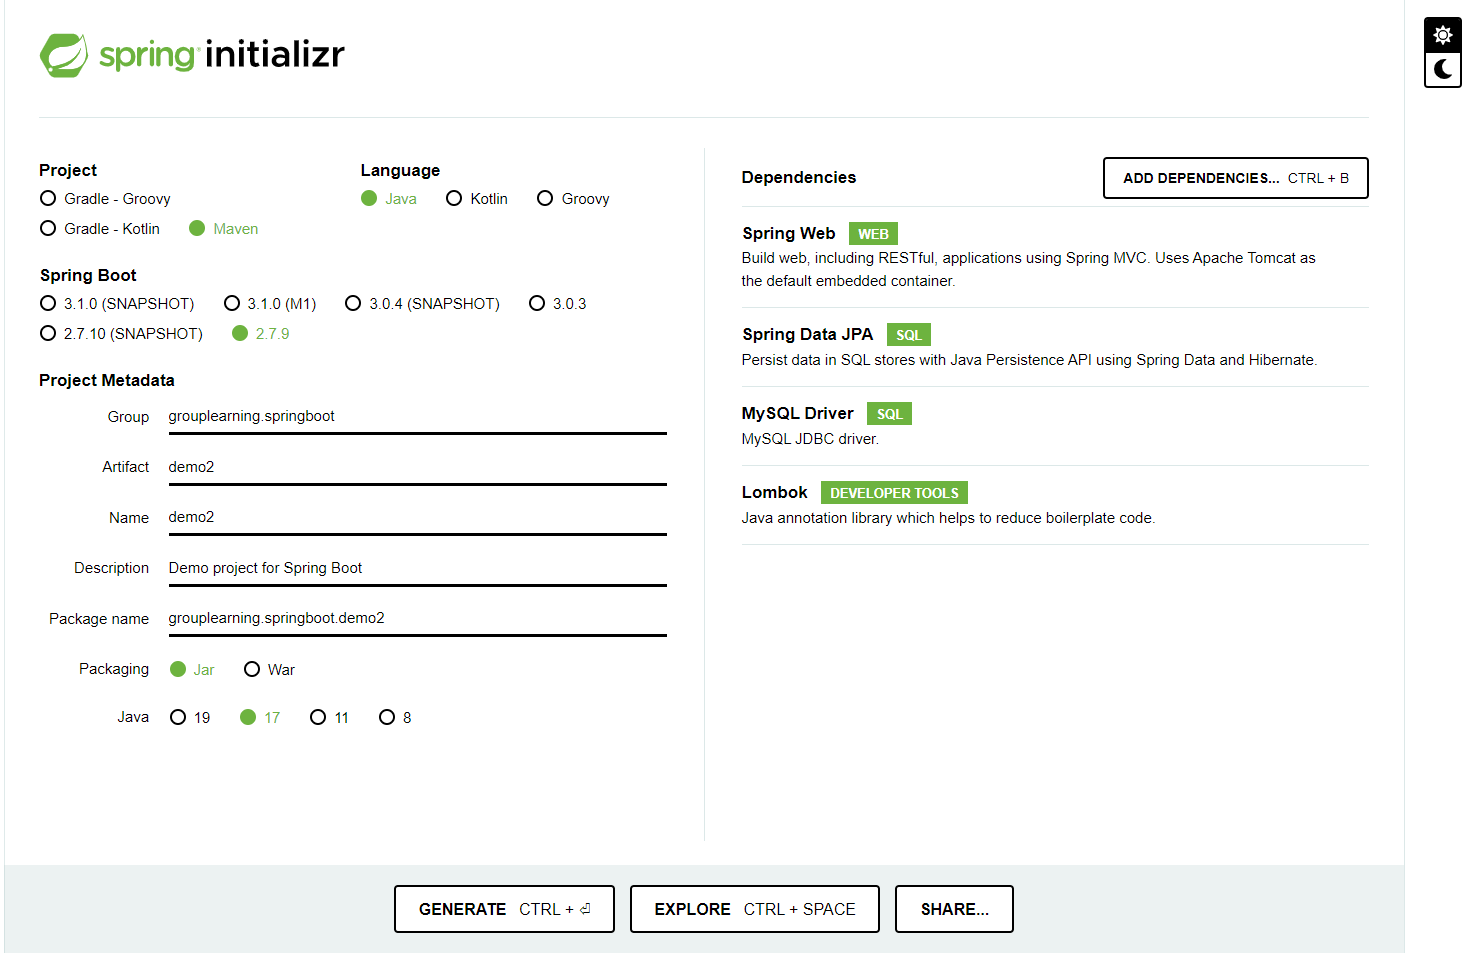 spring initializr
Project
Gradle - Groovy
Gradle - Kotlin Maven
Language
Java Kotlin Groovy
Spring Boot
3.1.0 (SNAPSHOT) 3.1.0 (M1) 3.0.4 (SNAPSHOT) 3.0.3
2.7.10 (SNAPSHOT) 2.7.9
Project Metadata
Group grouplearning.springboot
Artifact demo2
Name demo2
Description Demo project for Spring Boot
Package name grouplearning.springboot.demo2
Packaging Jar War
Java 19 17 11 8
Dependencies ADD DEPENDENCIES... CTRL + B
Spring Web WEB
Build web, including RESTful, applications using Spring MVC. Uses Apache Tomcat as
the default embedded container.
Spring Data JPA SQL
Persist data in SQL stores with Java Persistence API using Spring Data and Hibernate.
MySQL Driver SQL
MySQL JDBC driver.
Lombok DEVELOPER TOOLS
Java annotation library which helps to reduce boilerplate code.
GENERATE CTRL + ⏎ EXPLORE CTRL + SPACE SHARE...